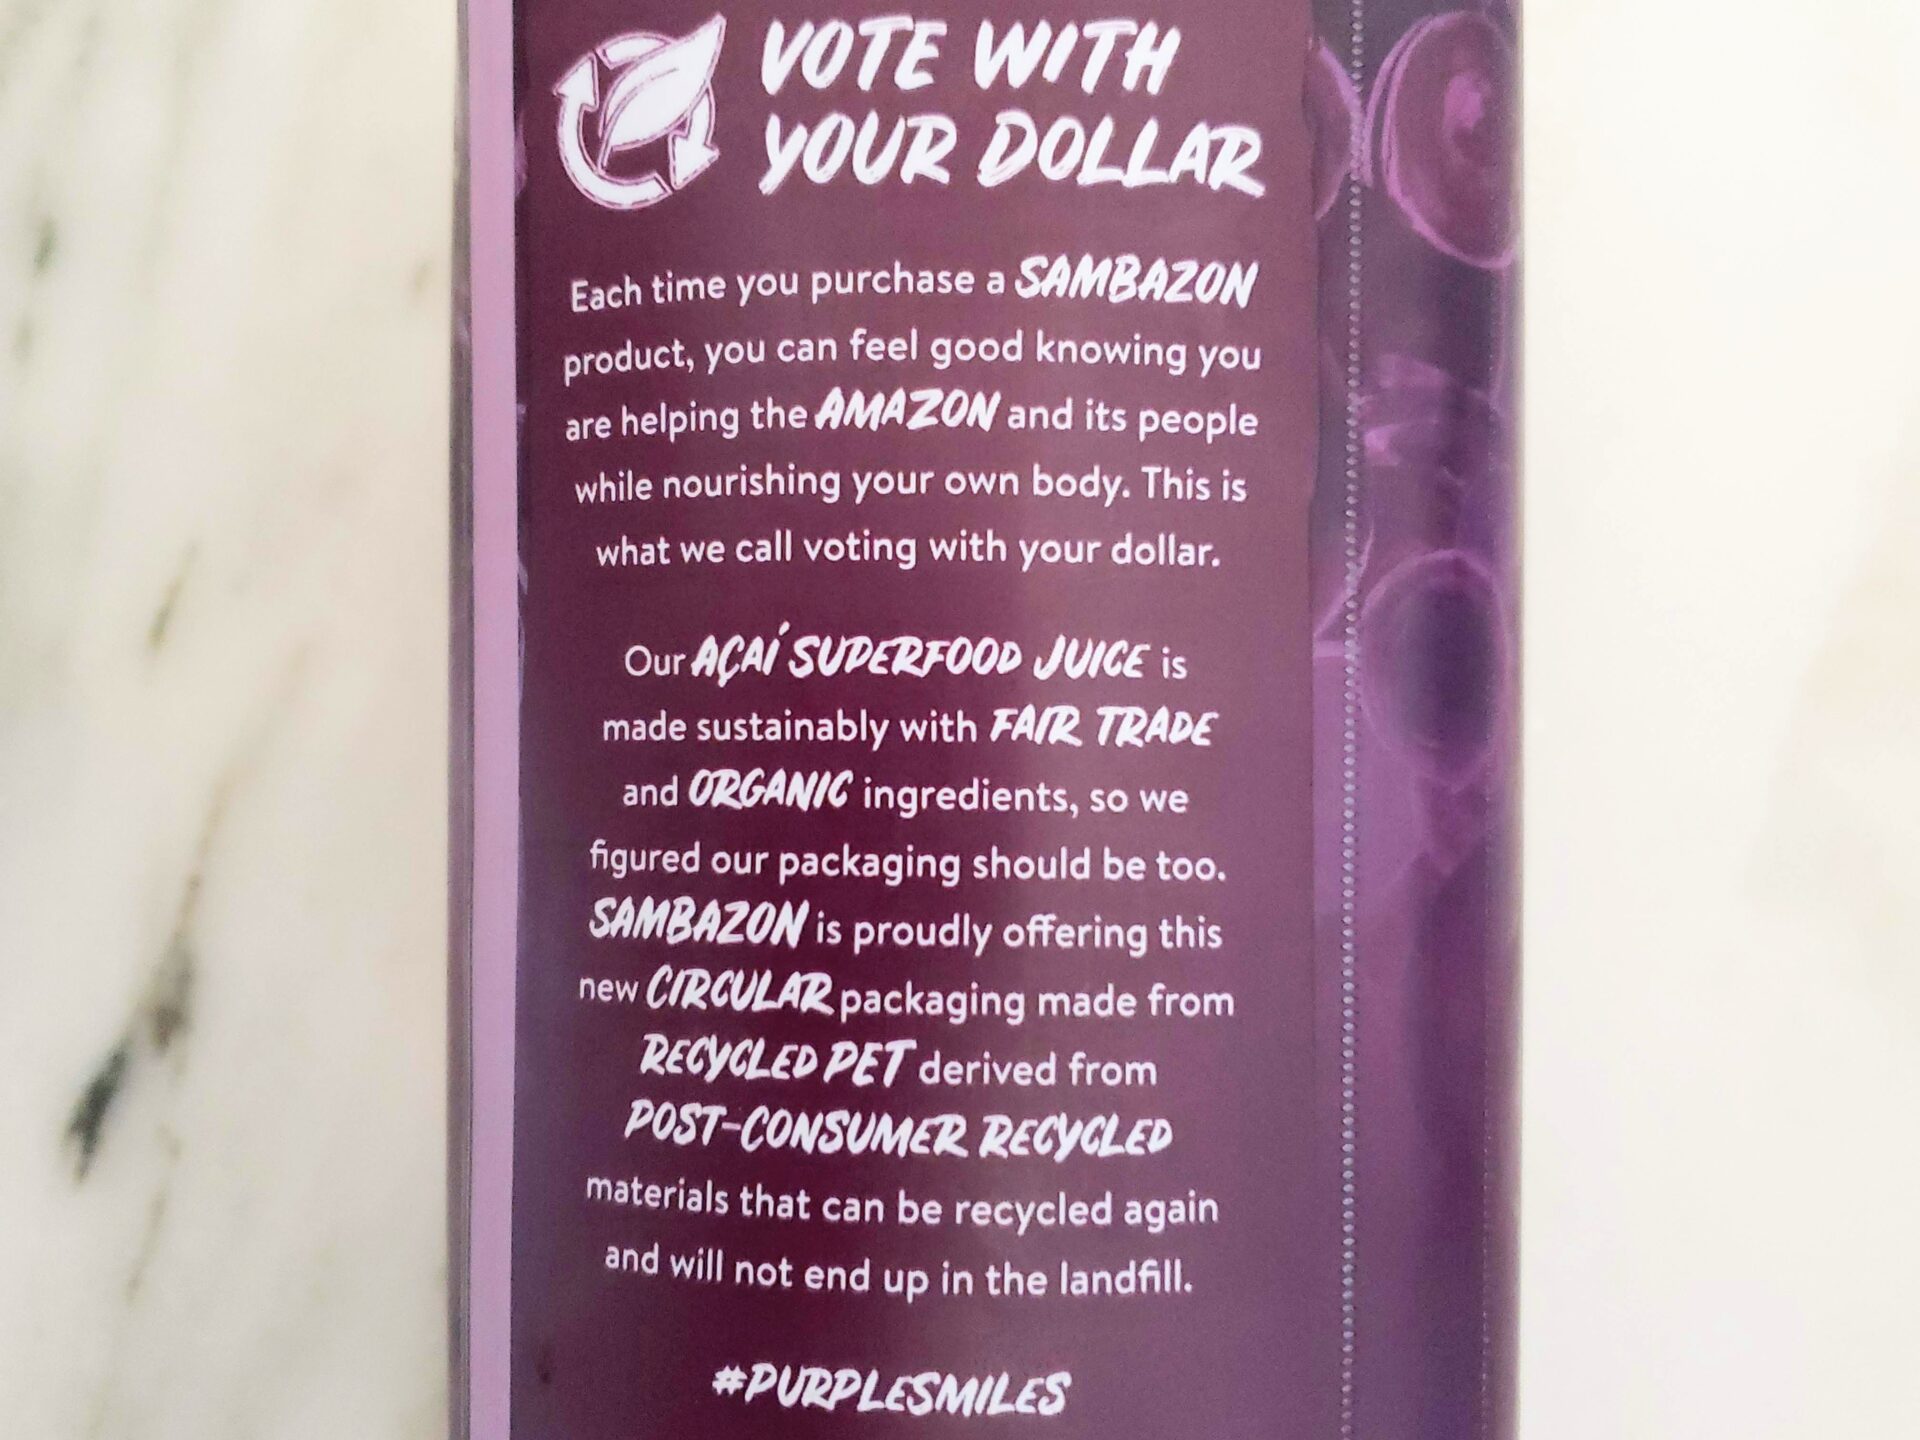 VOTE WITH
YOUR DOLLAR
Each time you purchase a SAMBAZON
product, you can feel good knowing you
are helping the AMAZON and its people
while nourishing your own body. This is
what we call voting with your dollar.
Our AÇAÍ SUPERFOOD JUICE is
made sustainably with FAIR TRADE
and ORGANIC ingredients, so we
figured our packaging should be too.
SAMBAZON is proudly offering this
new CIRCULAR packaging made from
RECYCLED PET derived from
POST-CONSUMER RECYCLED
materials that can be recycled again
and will not end up in the landfill.
#PURPLESMILES